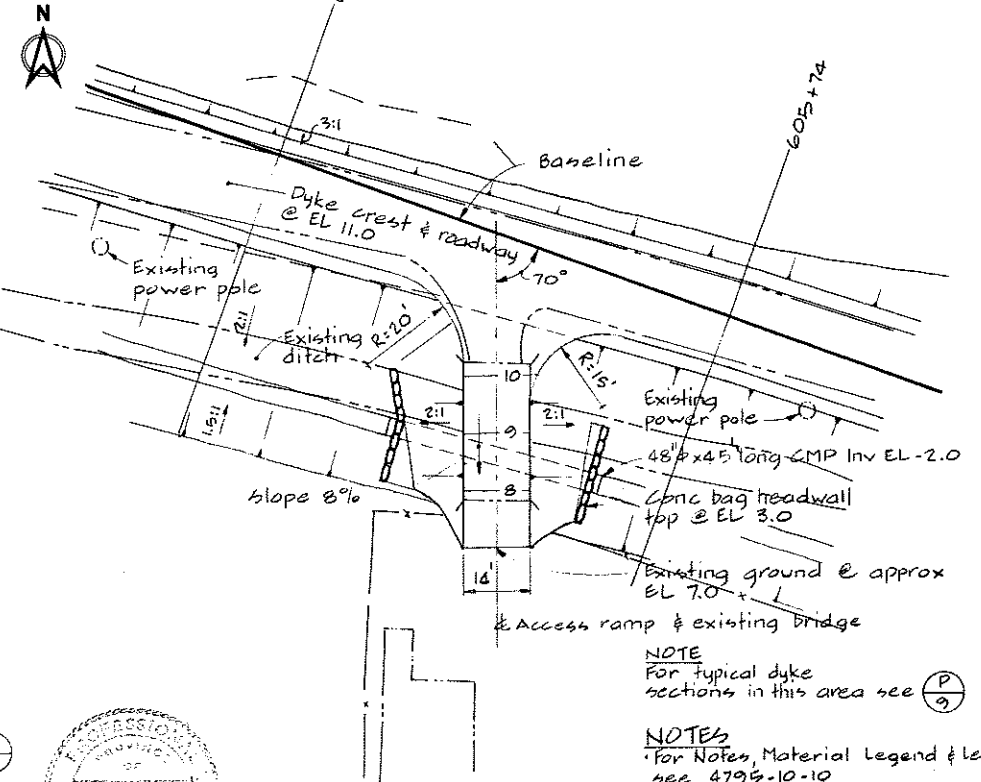 N
605+74
3:1
Baseline
Dyke crest & roadway
@ EL 11.0
70°
Existing
power pole
2:1
Existing
ditch
R=20'
R=15'
10
Existing
power pole
2:1
2:1
9
1.5:1
48"φ x 45 long CMP Inv EL -2.0
slope 8%
8
Conc bag headwall
top @ EL 3.0
14'
Existing ground @ approx
EL 7.0
℄ Access ramp & existing bridge
NOTE
For typical dyke
sections in this area see
P
9
NOTES
For Notes, Material Legend & Le
see 4795-10-10
PROFESSIONAL
PROVINCE
OF